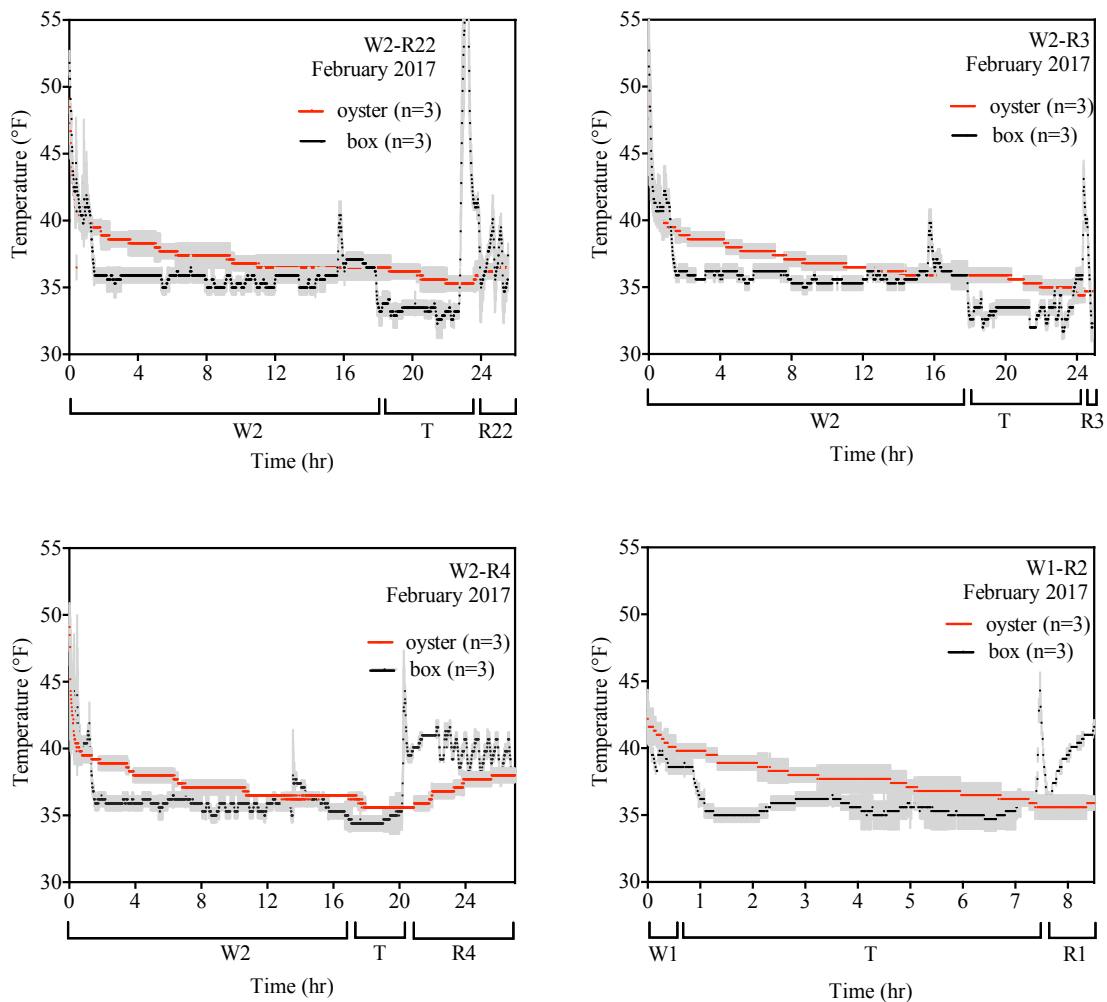 55
50
45
40
35
30
Temperature (°F)
W2-R22
February 2017
oyster (n=3)
box (n=3)
0 4 8 12 16 20 24
W2 T R22
Time (hr)
55
50
45
40
35
30
Temperature (°F)
W2-R3
February 2017
oyster (n=3)
box (n=3)
0 4 8 12 16 20 24
W2 T R3
Time (hr)
55
50
45
40
35
30
Temperature (°F)
W2-R4
February 2017
oyster (n=3)
box (n=3)
0 4 8 12 16 20 24
W2 T R4
Time (hr)
55
50
45
40
35
30
Temperature (°F)
W1-R2
February 2017
oyster (n=3)
box (n=3)
0 1 2 3 4 5 6 7 8
W1 T R1
Time (hr)